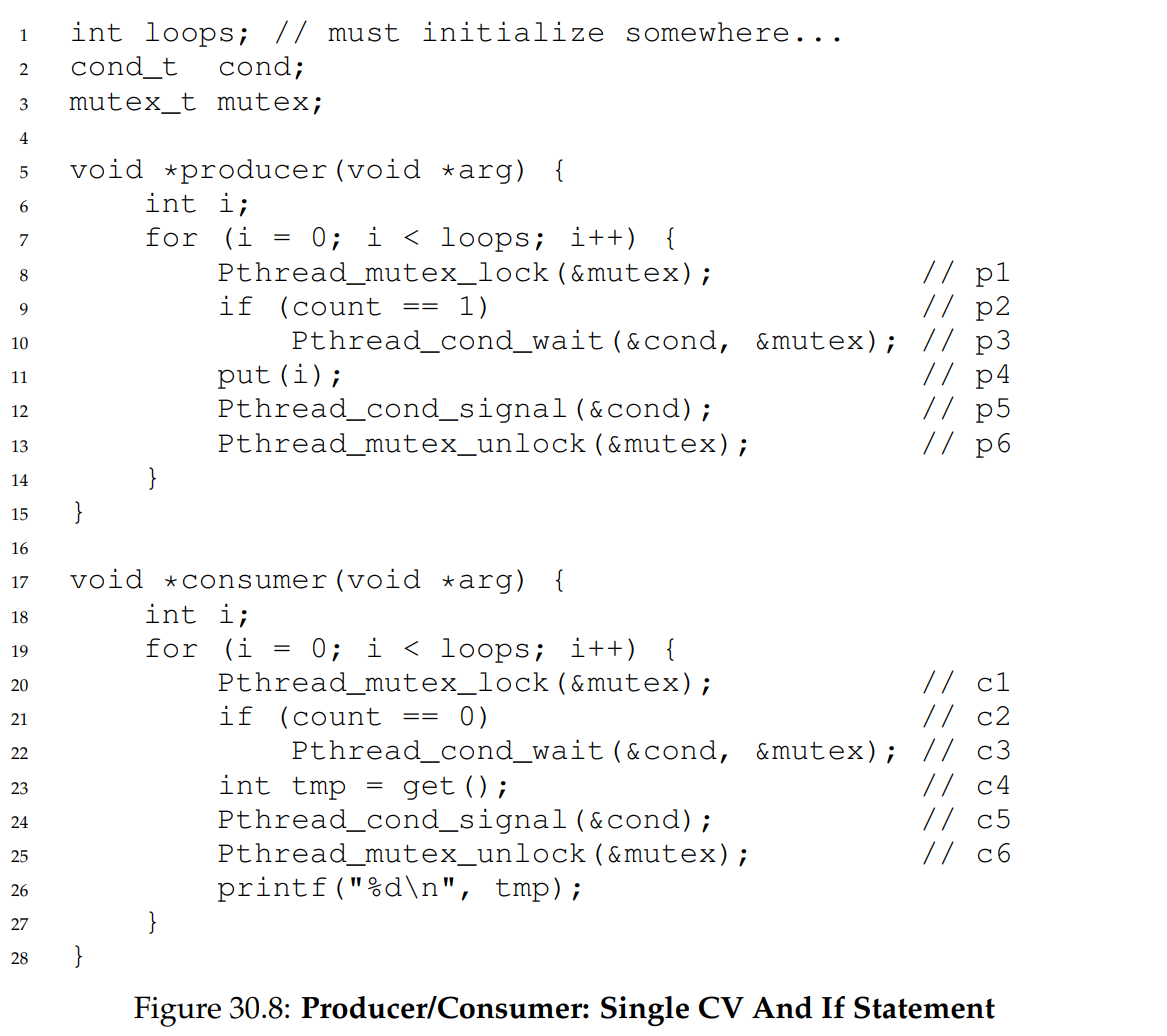 1 int loops; // must initialize somewhere...
2 cond_t  cond;
3 mutex_t mutex;
4
5 void *producer(void *arg) {
6     int i;
7     for (i = 0; i < loops; i++) {
8         Pthread_mutex_lock(&mutex);           // p1
9         if (count == 1)                       // p2
10             Pthread_cond_wait(&cond, &mutex); // p3
11         put(i);                               // p4
12         Pthread_cond_signal(&cond);           // p5
13         Pthread_mutex_unlock(&mutex);         // p6
14     }
15 }
16
17 void *consumer(void *arg) {
18     int i;
19     for (i = 0; i < loops; i++) {
20         Pthread_mutex_lock(&mutex);           // c1
21         if (count == 0)                       // c2
22             Pthread_cond_wait(&cond, &mutex); // c3
23         int tmp = get();                      // c4
24         Pthread_cond_signal(&cond);           // c5
25         Pthread_mutex_unlock(&mutex);         // c6
26         printf("%d\n", tmp);
27     }
28 }
Figure 30.8: Producer/Consumer: Single CV And If Statement